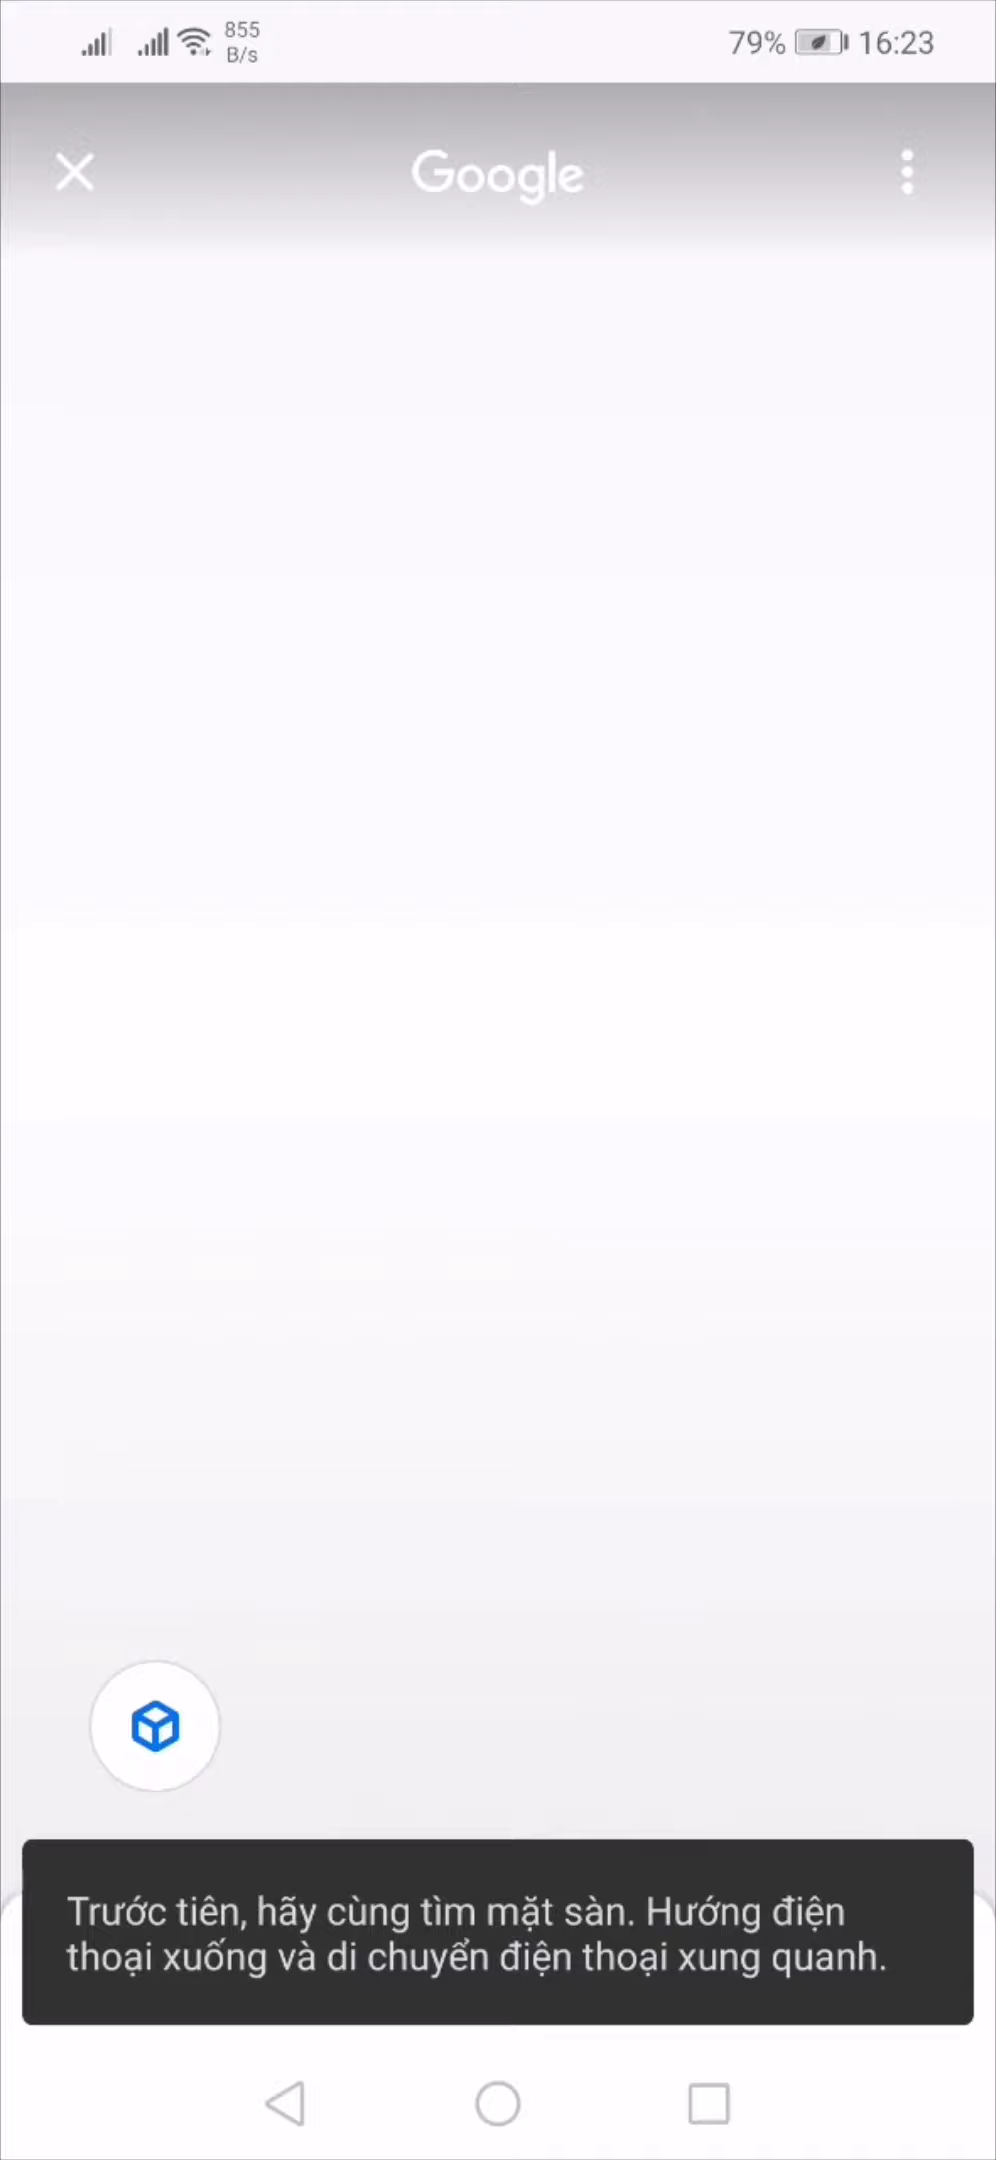 855
B/s
79%
16:23
Google
Trước tiên, hãy cùng tìm mặt sàn. Hướng điện
thoại xuống và di chuyển điện thoại xung quanh.